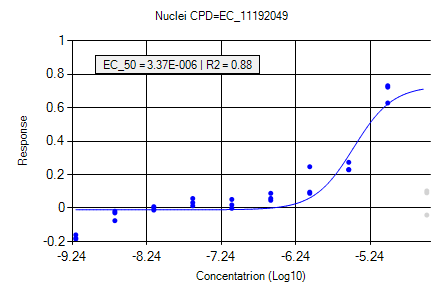 Nuclei CPD=EC_11192049
EC_50 = 3.37E-006 | R2 = 0.88
1
0.8
0.6
0.4
0.2
0
-0.2
Response
-9.24 -8.24 -7.24 -6.24 -5.24
Concentatrion (Log10)